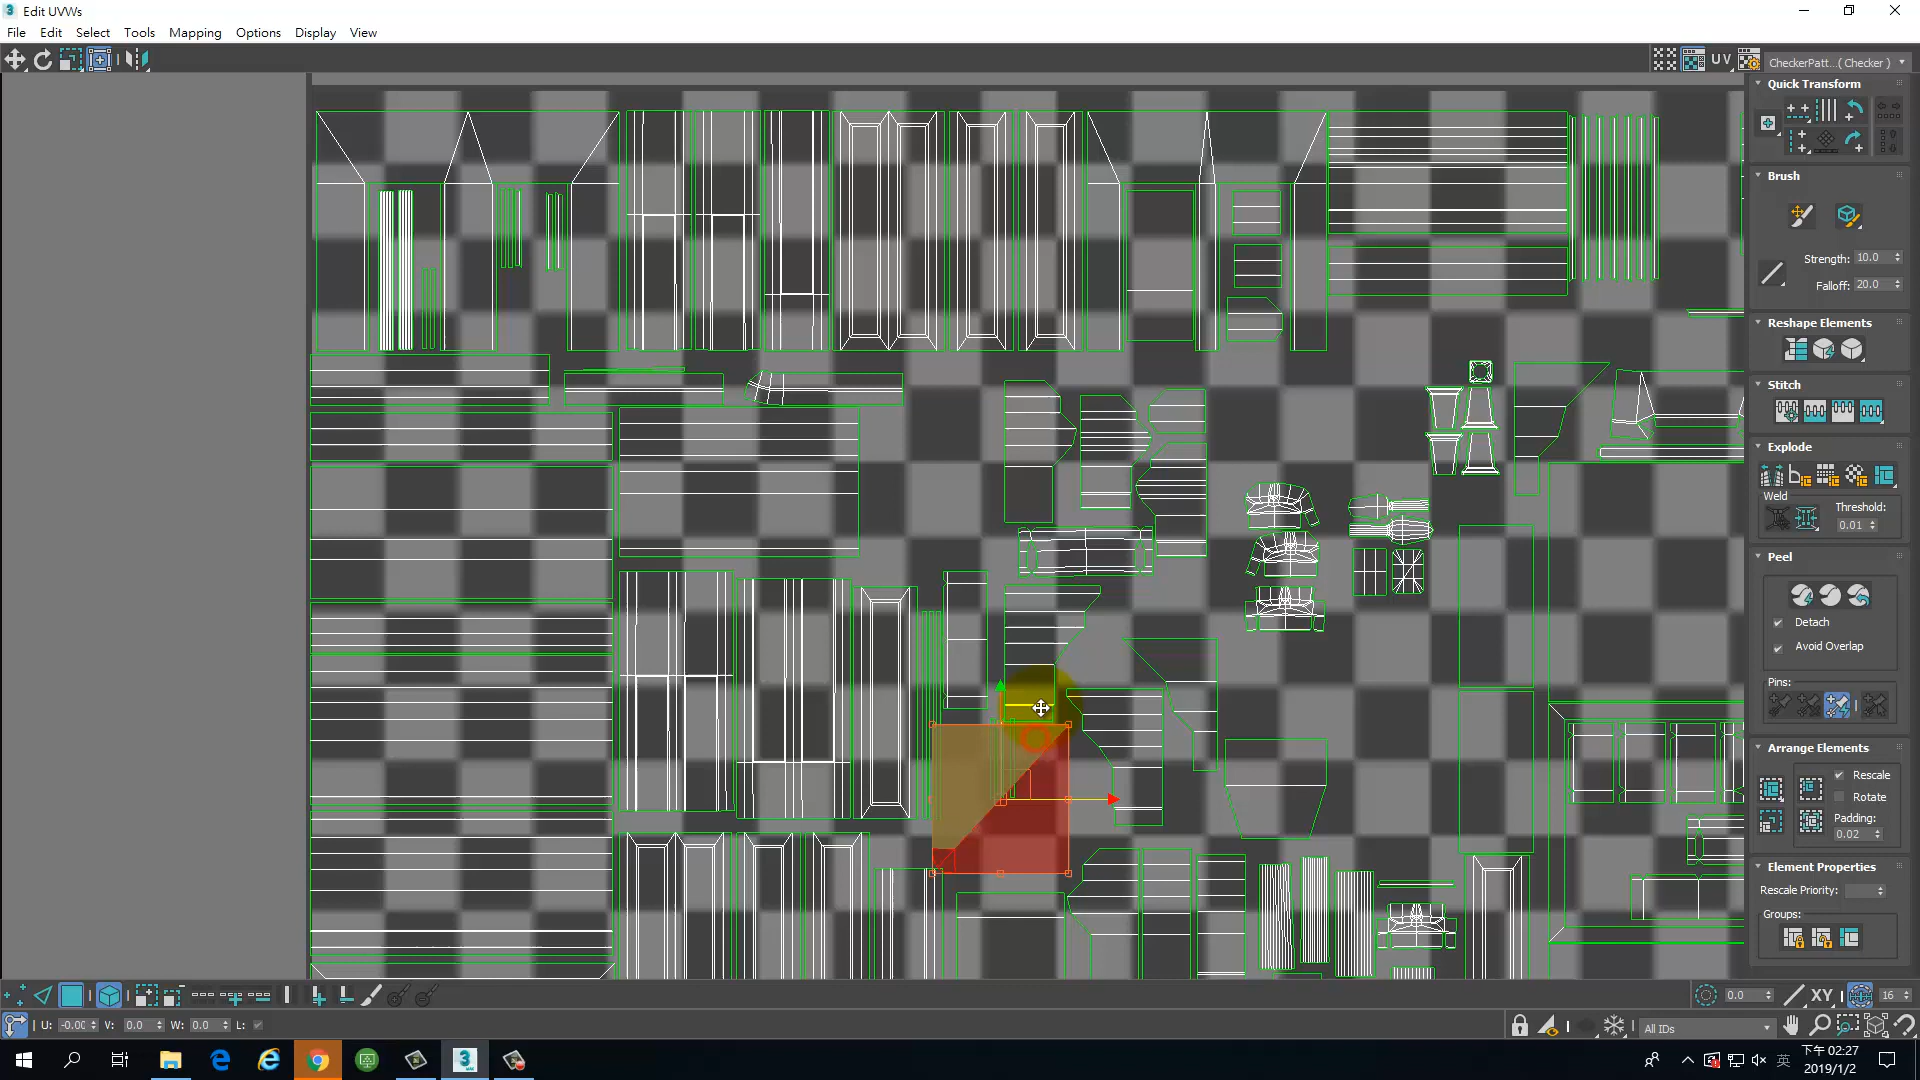 Edit UVWs
File Edit Select Tools Mapping Options Display View
UV
CheckerPatt...( Checker )
Quick Transform
Brush
Strength: 10.0
Falloff: 20.0
Reshape Elements
Stitch
Explode
Weld
Threshold:
0.01
Peel
Detach
Avoid Overlap
Pins:
Arrange Elements
Rescale
Rotate
Padding:
0.02
Element Properties
Rescale Priority:
Groups:
0.0 XY 16
U: -0.00 V: 0.0 W: 0.0 L:
All IDs
英
下午 02:27
2019/1/2